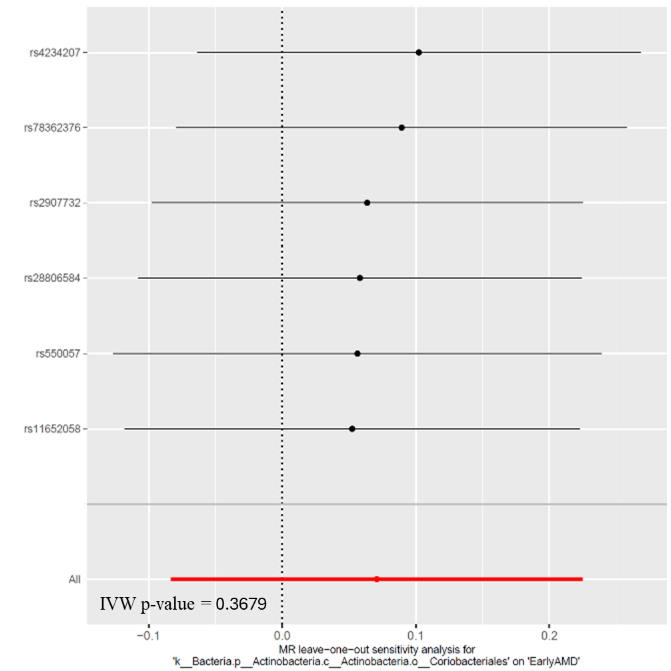 rs4234207
rs78362376
rs2907732
rs28806584
rs550057
rs11652058
All
IVW p-value = 0.3679
−0.1 0.0 0.1 0.2
MR leave−one−out sensitivity analysis for
'k__Bacteria.p__Actinobacteria.c__Actinobacteria.o__Coriobacteriales' on 'EarlyAMD'